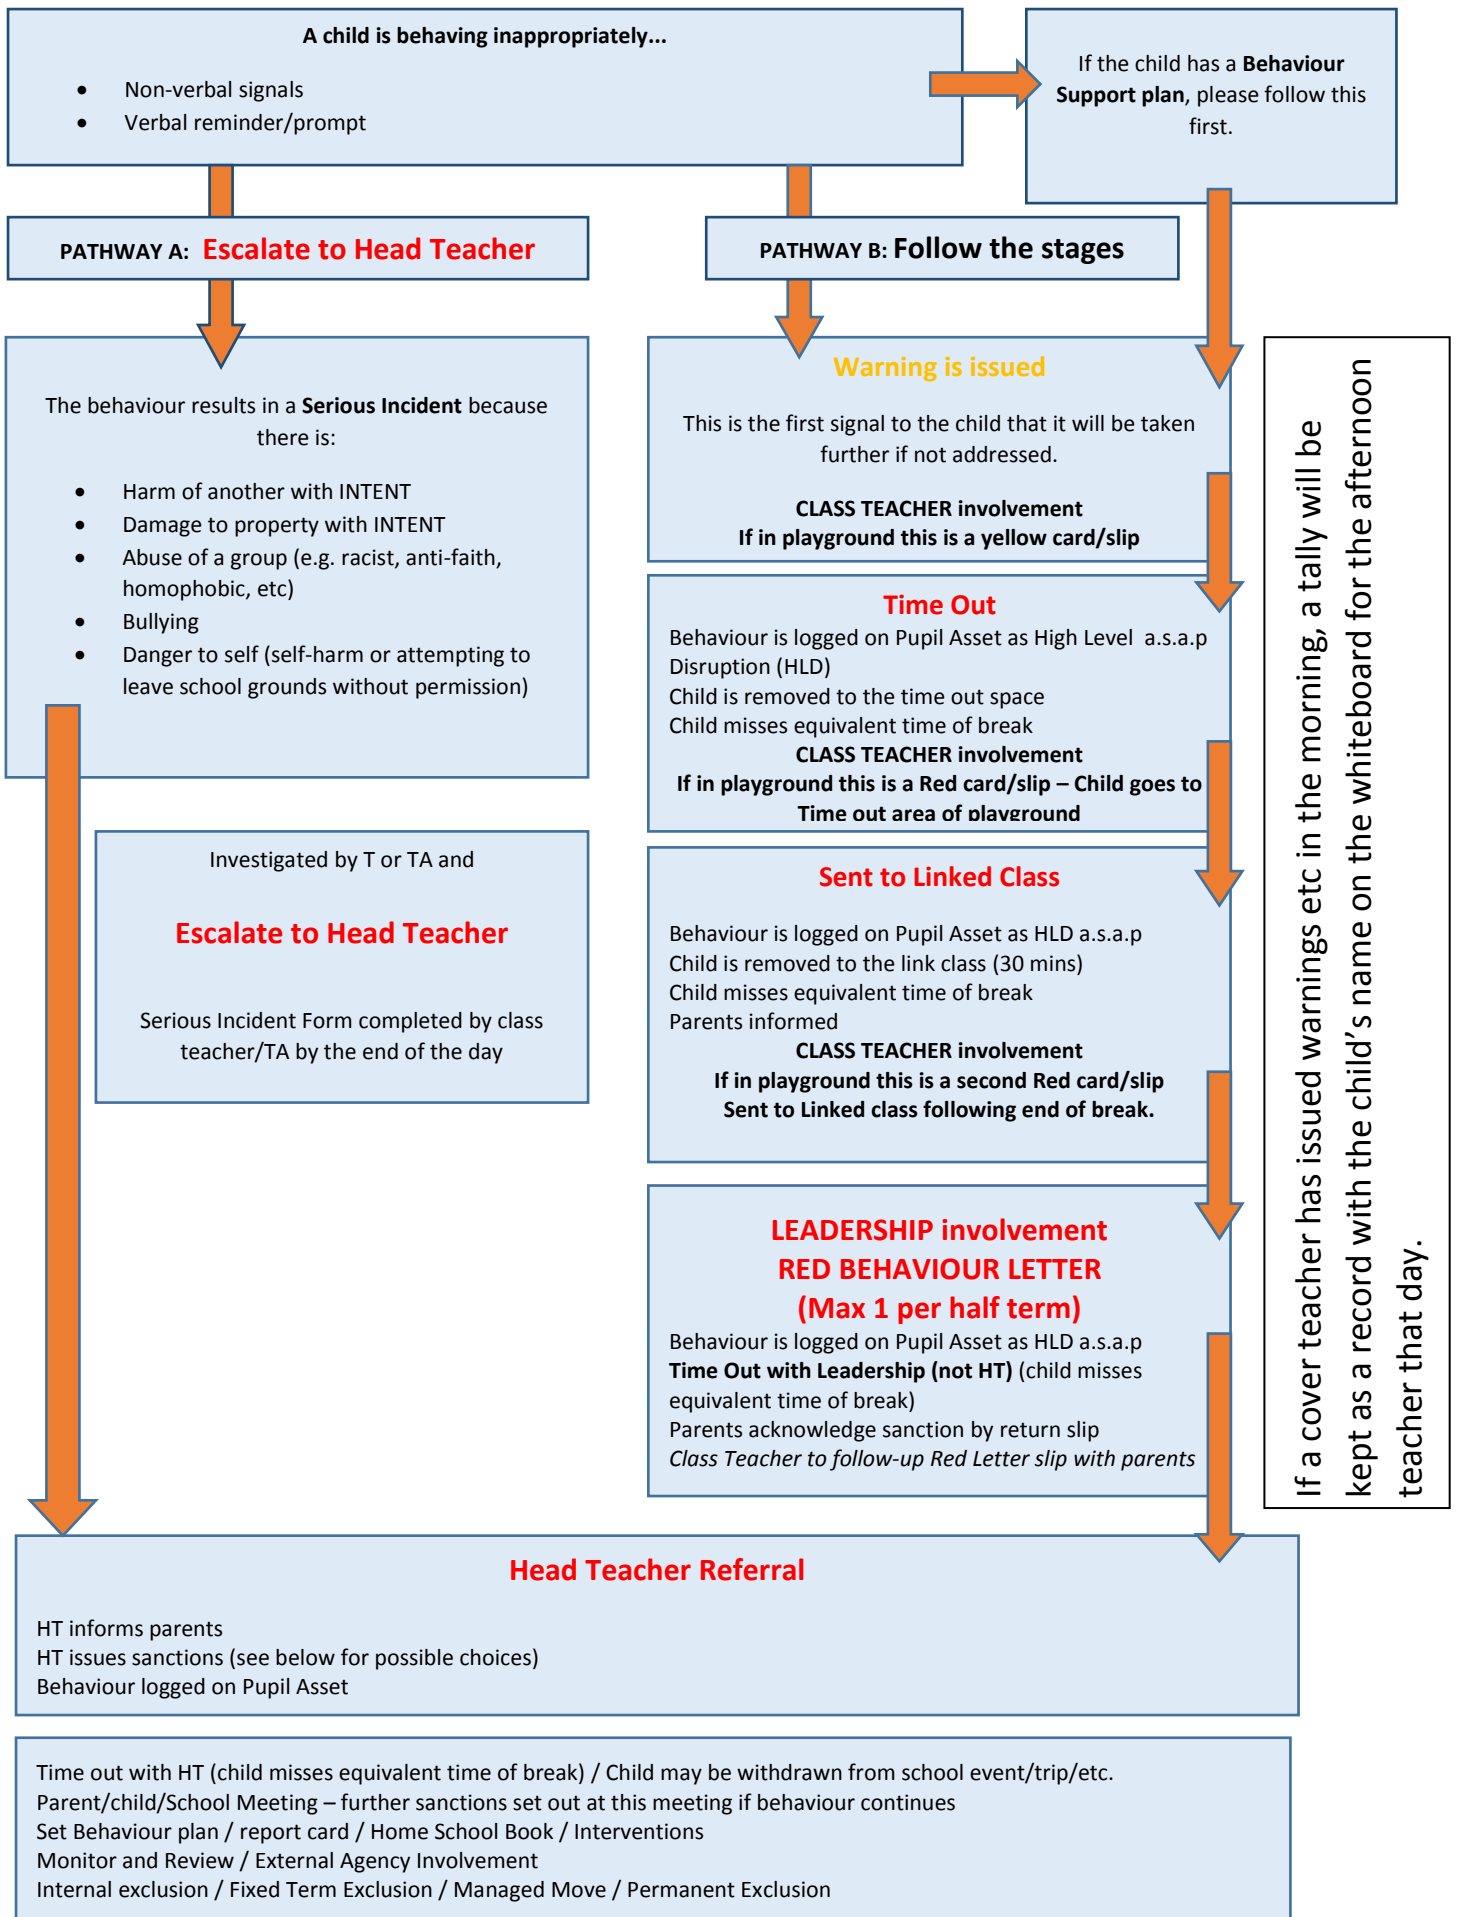 A child is behaving inappropriately...
• Non-verbal signals
• Verbal reminder/prompt
If the child has a Behaviour
Support plan, please follow this
first.
PATHWAY A: Escalate to Head Teacher
PATHWAY B: Follow the stages
The behaviour results in a Serious Incident because
there is:
• Harm of another with INTENT
• Damage to property with INTENT
• Abuse of a group (e.g. racist, anti-faith,
homophobic, etc)
• Bullying
• Danger to self (self-harm or attempting to
leave school grounds without permission)
Investigated by T or TA and
Escalate to Head Teacher
Serious Incident Form completed by class
teacher/TA by the end of the day
Warning is issued
This is the first signal to the child that it will be taken
further if not addressed.
CLASS TEACHER involvement
If in playground this is a yellow card/slip
Time Out
Behaviour is logged on Pupil Asset as High Level a.s.a.p
Disruption (HLD)
Child is removed to the time out space
Child misses equivalent time of break
CLASS TEACHER involvement
If in playground this is a Red card/slip – Child goes to
Time out area of playground
Sent to Linked Class
Behaviour is logged on Pupil Asset as HLD a.s.a.p
Child is removed to the link class (30 mins)
Child misses equivalent time of break
Parents informed
CLASS TEACHER involvement
If in playground this is a second Red card/slip
Sent to Linked class following end of break.
LEADERSHIP involvement
RED BEHAVIOUR LETTER
(Max 1 per half term)
Behaviour is logged on Pupil Asset as HLD a.s.a.p
Time Out with Leadership (not HT) (child misses
equivalent time of break)
Parents acknowledge sanction by return slip
Class Teacher to follow-up Red Letter slip with parents
If a cover teacher has issued warnings etc in the morning, a tally will be
kept as a record with the child’s name on the whiteboard for the afternoon
teacher that day.
Head Teacher Referral
HT informs parents
HT issues sanctions (see below for possible choices)
Behaviour logged on Pupil Asset
Time out with HT (child misses equivalent time of break) / Child may be withdrawn from school event/trip/etc.
Parent/child/School Meeting – further sanctions set out at this meeting if behaviour continues
Set Behaviour plan / report card / Home School Book / Interventions
Monitor and Review / External Agency Involvement
Internal exclusion / Fixed Term Exclusion / Managed Move / Permanent Exclusion